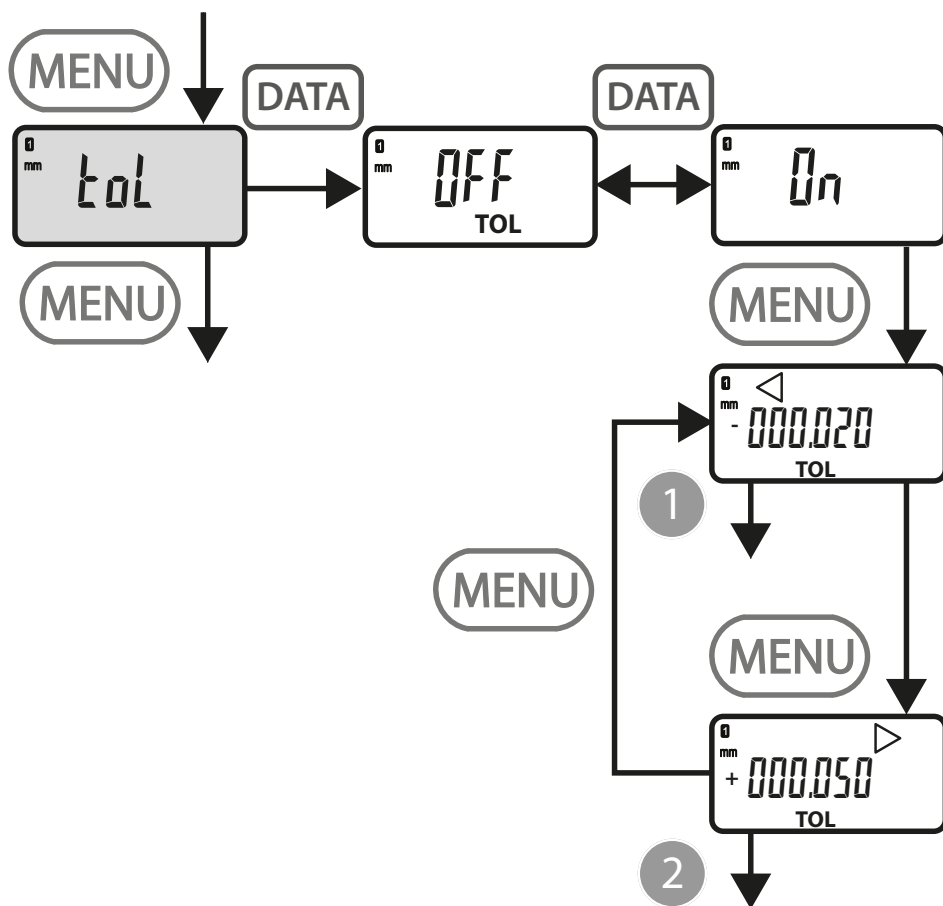 MENU
DATA
DATA
1
mm
toL
1
mm
OFF
TOL
1
mm
On
MENU
MENU
1
mm
- 000.020
TOL
1
MENU
MENU
1
mm
+ 000.050
TOL
2